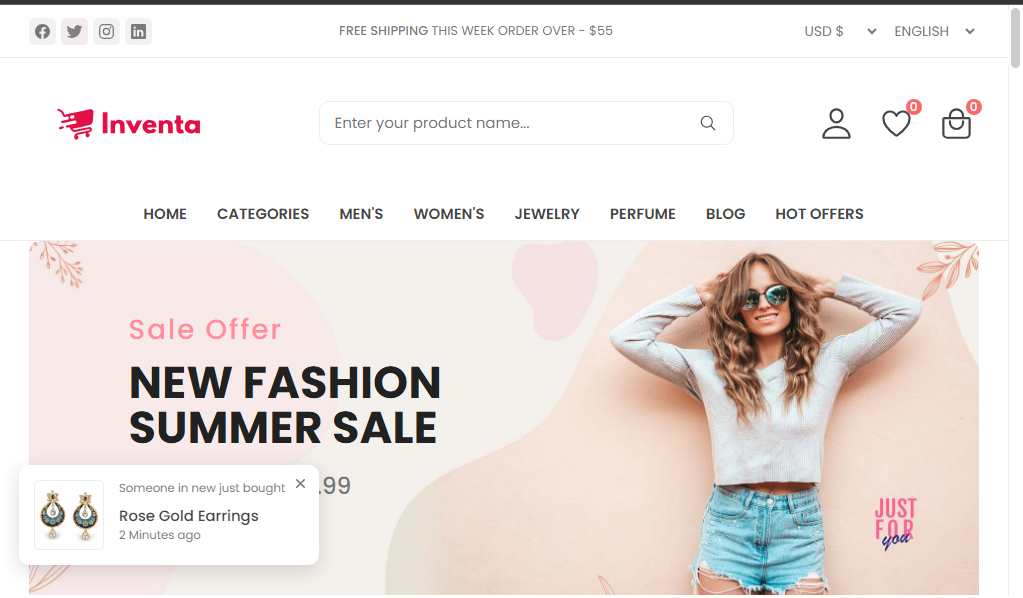 FREE SHIPPING THIS WEEK ORDER OVER - $55
USD $
ENGLISH
Inventa
Enter your product name...
0
0
HOME
CATEGORIES
MEN'S
WOMEN'S
JEWELRY
PERFUME
BLOG
HOT OFFERS
Sale Offer
NEW FASHION
SUMMER SALE
.99
Someone in new just bought
Rose Gold Earrings
2 Minutes ago
JUST
FOR
you